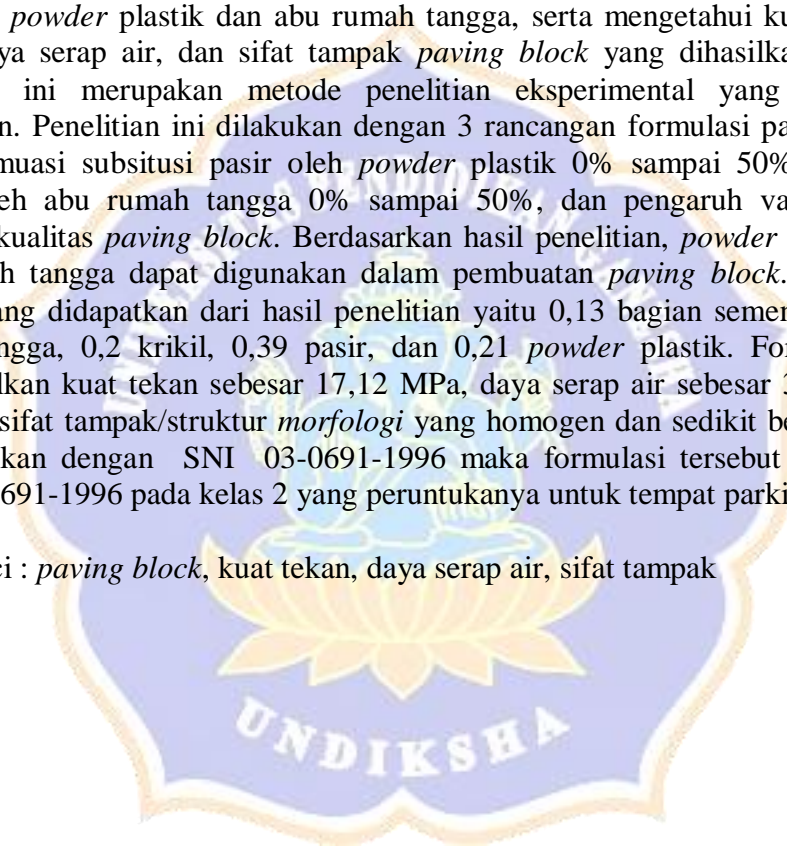 powder plastik dan abu rumah tangga, serta mengetahui ku
ya serap air, dan sifat tampak paving block yang dihasilka
ini merupakan metode penelitian eksperimental yang
n. Penelitian ini dilakukan dengan 3 rancangan formulasi pa
muasi subsitusi pasir oleh powder plastik 0% sampai 50%
eh abu rumah tangga 0% sampai 50%, dan pengaruh va
kualitas paving block. Berdasarkan hasil penelitian, powder
h tangga dapat digunakan dalam pembuatan paving block.
ang didapatkan dari hasil penelitian yaitu 0,13 bagian semen
ngga, 0,2 krikil, 0,39 pasir, dan 0,21 powder plastik. For
lkan kuat tekan sebesar 17,12 MPa, daya serap air sebesar 3
sifat tampak/struktur morfologi yang homogen dan sedikit be
kan dengan SNI 03-0691-1996 maka formulasi tersebut
691-1996 pada kelas 2 yang peruntukanya untuk tempat parki
ci : paving block, kuat tekan, daya serap air, sifat tampak
UNDIKSHA